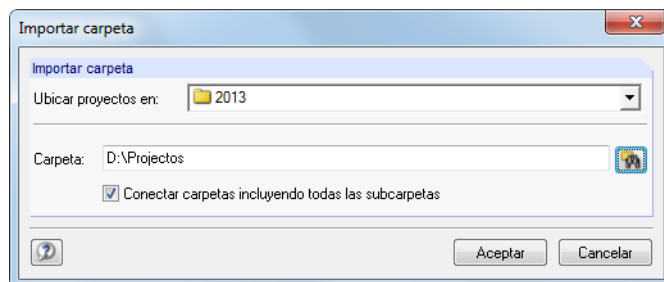 Importar carpeta
Importar carpeta
Ubicar proyectos en: 2013
Carpeta: D:\Projectos
Conectar carpetas incluyendo todas las subcarpetas
Aceptar Cancelar